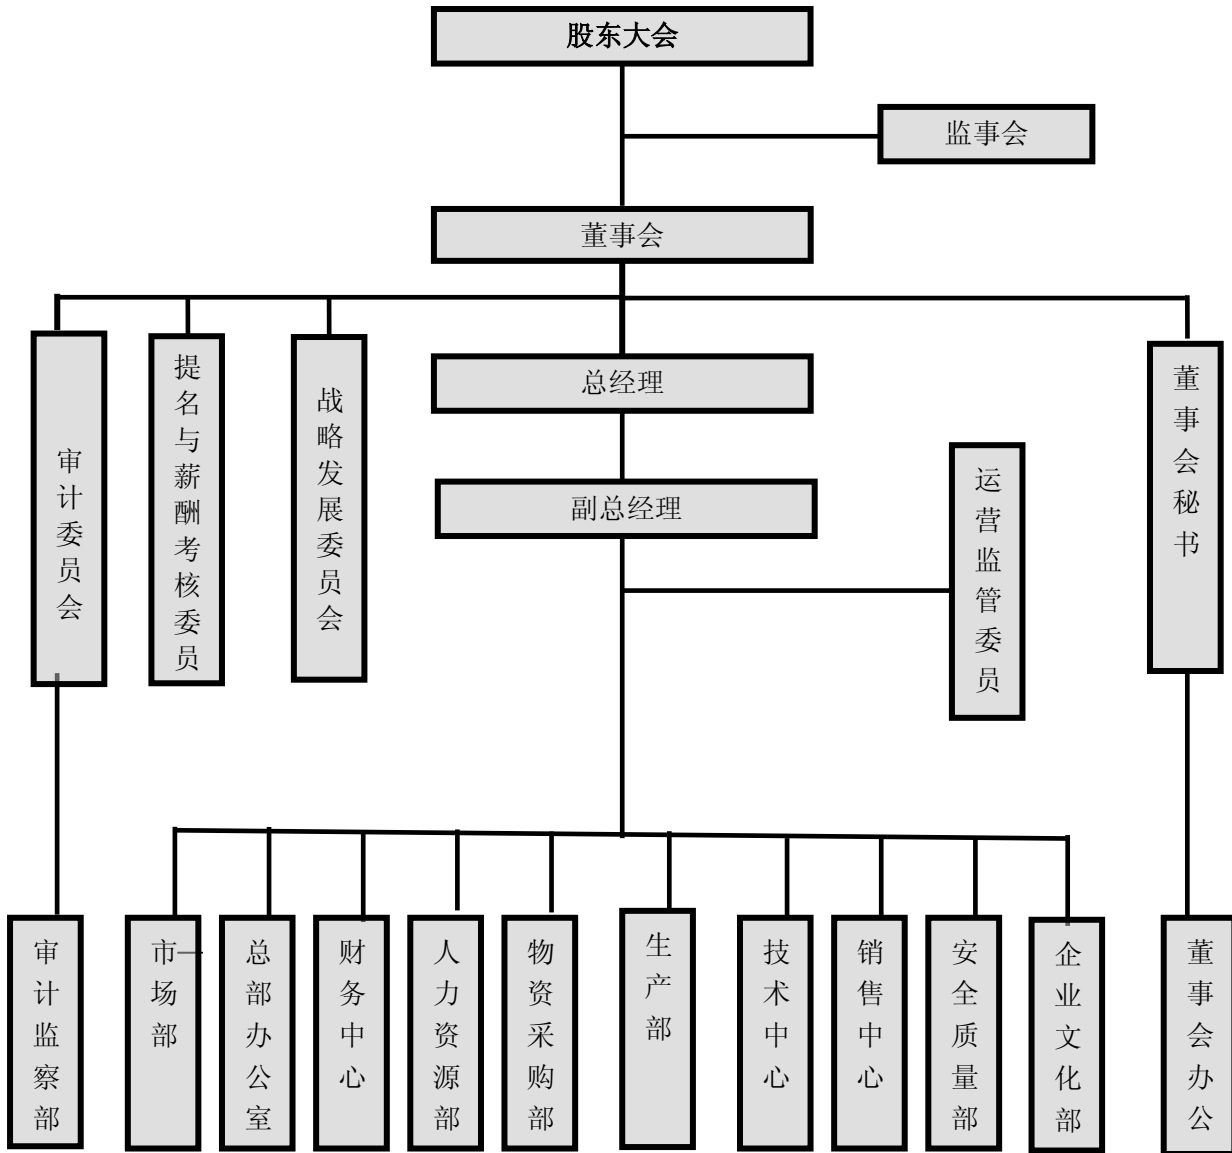 股东大会
监事会
董事会
总经理
副总经理
审计委员会
提名与薪酬考核委员
战略发展委员会
运营监管委员
董事会秘书
审计监察部
市场部
总部办公室
财务中心
人力资源部
物资采购部
生产部
技术中心
销售中心
安全质量部
企业文化部
董事会办公